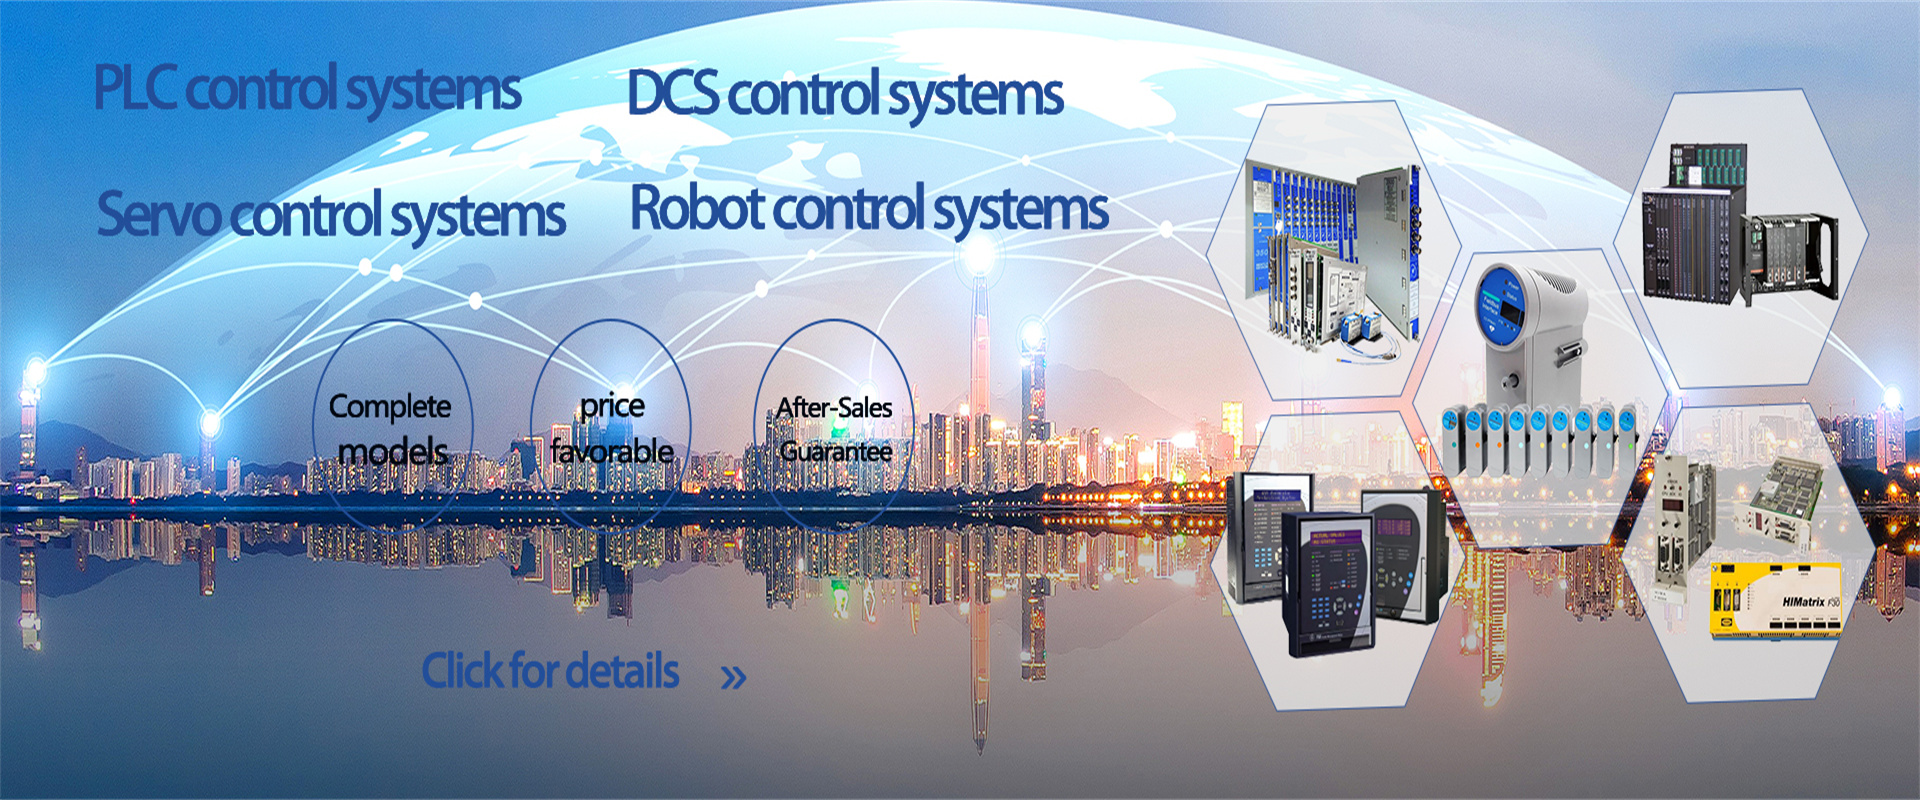 PLC control systems
DCS control systems
Servo control systems
Robot control systems
Complete
models
price
favorable
After-Sales
Guarantee
Click for details »
HIMatrix F30